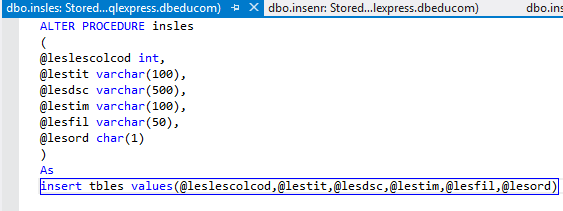 dbo.insles: Stored...qlexpress.dbeducom) dbo.insenr: Stored...lexpress.dbeducom) dbo.ins
ALTER PROCEDURE insles
(
@leslescolcod int,
@lestit varchar(100),
@lesdsc varchar(500),
@lestim varchar(100),
@lesfil varchar(50),
@lesord char(1)
)
As
insert tbles values(@leslescolcod,@lestit,@lesdsc,@lestim,@lesfil,@lesord)